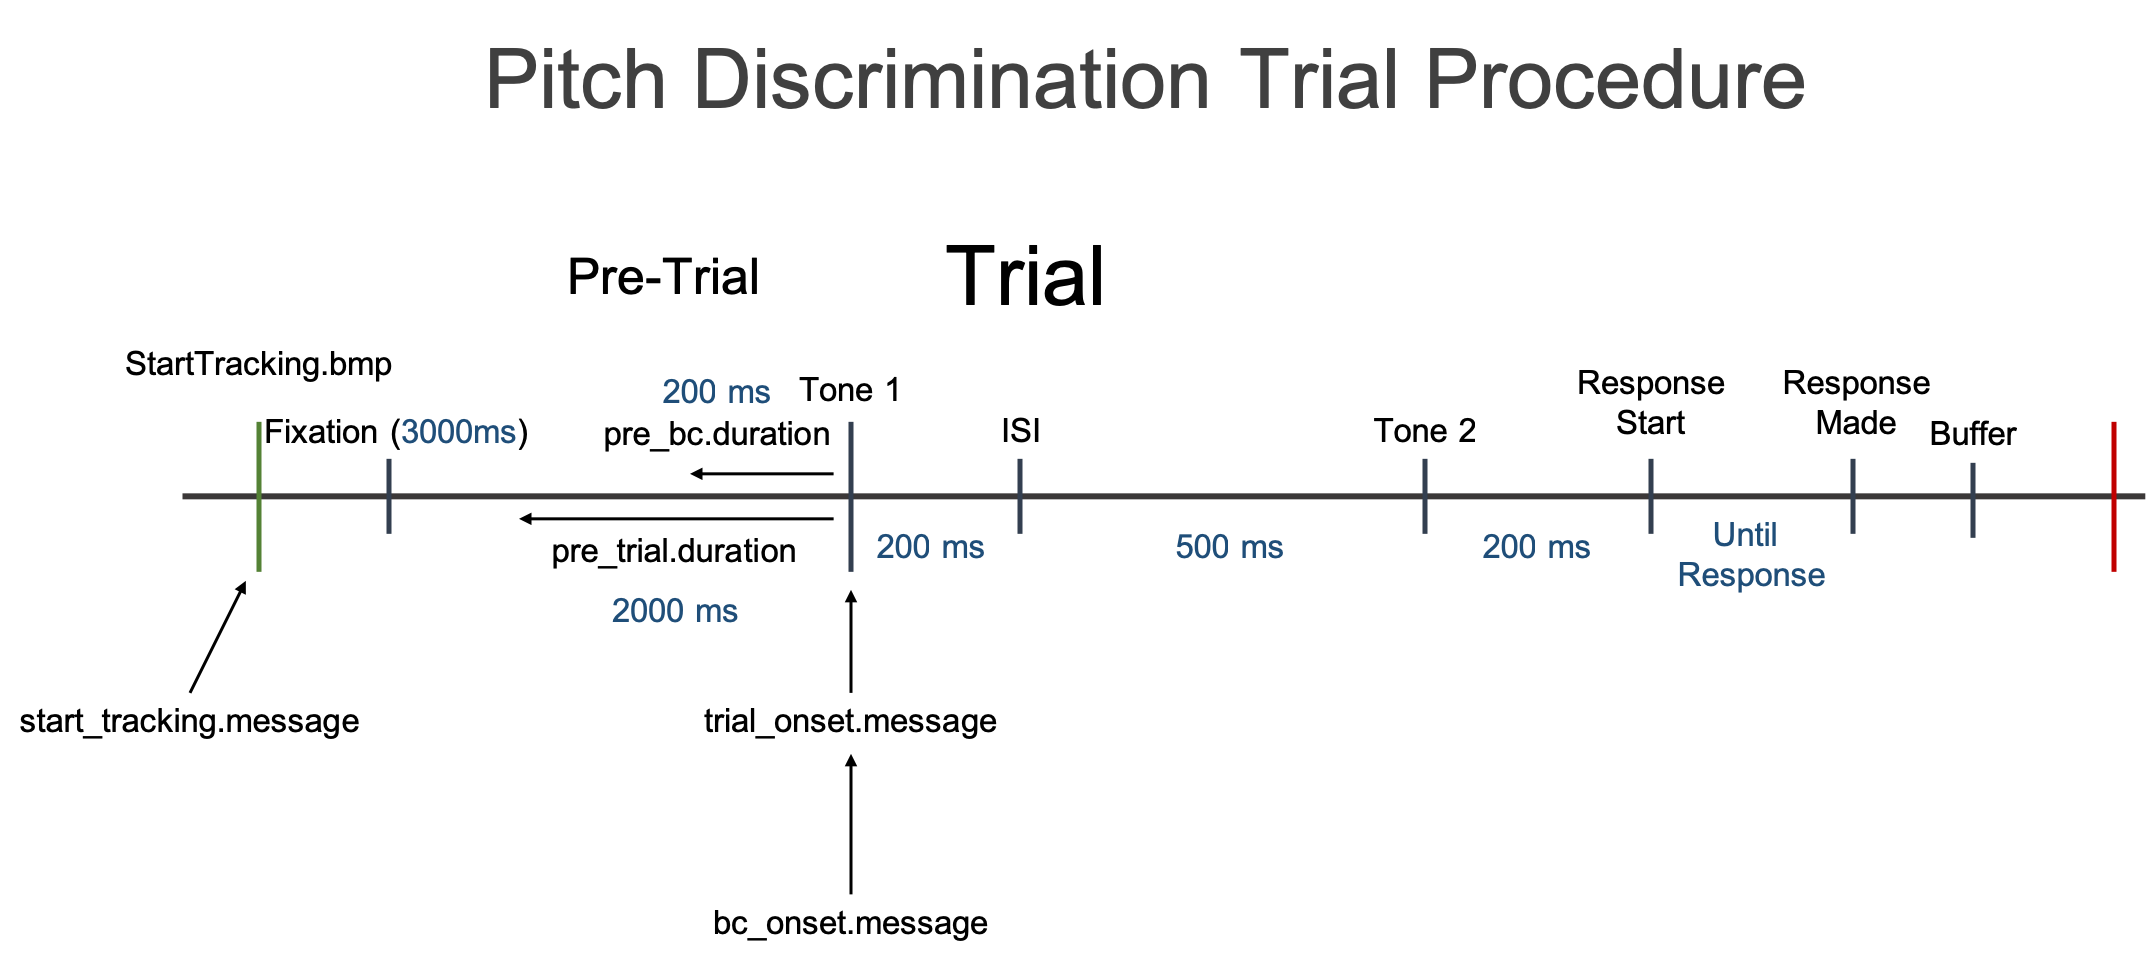 Pitch Discrimination Trial Procedure
Pre-Trial
Trial
StartTracking.bmp
Fixation (3000ms)
200 ms
pre_bc.duration
Tone 1
ISI
Tone 2
Response
Start
Response
Made
Buffer
pre_trial.duration
2000 ms
200 ms
500 ms
200 ms
Until
Response
start_tracking.message
trial_onset.message
bc_onset.message